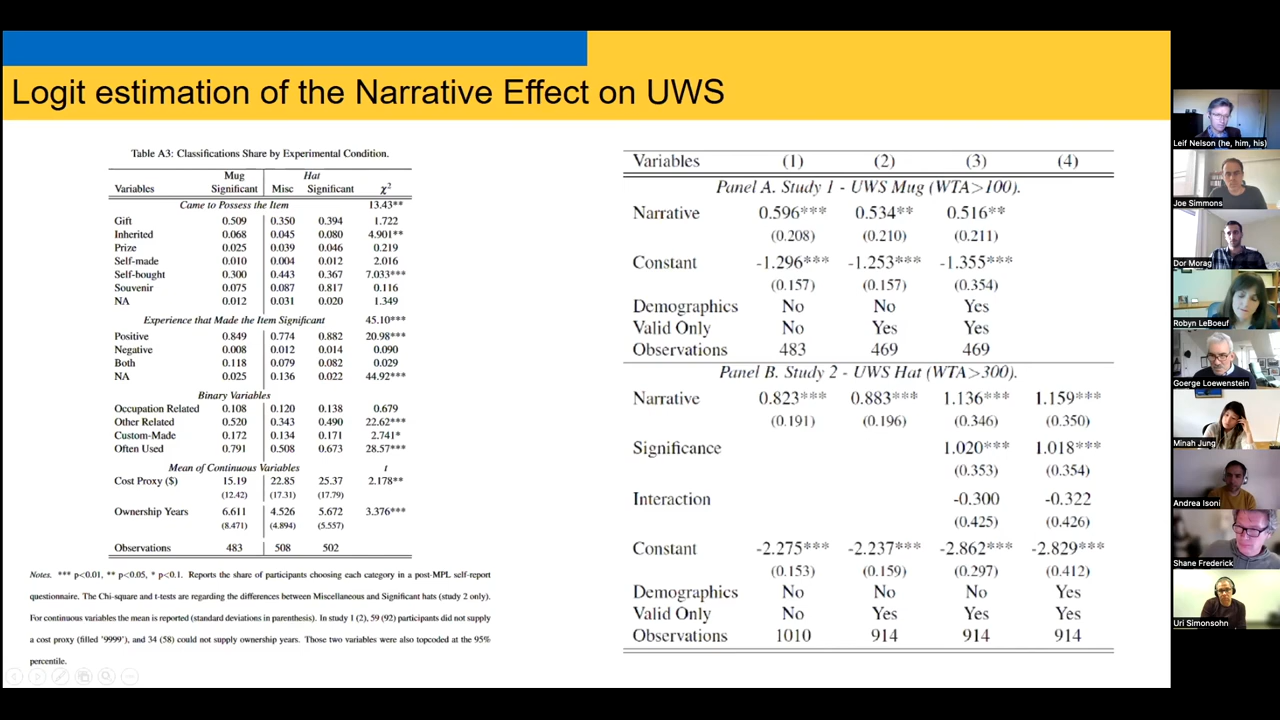 Logit estimation of the Narrative Effect on UWS
Table A3: Classifications Share by Experimental Condition.
Mug Hat
Variables Significant Misc Significant χ²
Came to Possess the Item 13.43**
Gift 0.509 0.350 0.394 1.722
Inherited 0.068 0.045 0.080 4.901**
Prize 0.025 0.039 0.046 0.219
Self-made 0.010 0.004 0.012 2.016
Self-bought 0.300 0.443 0.367 7.033***
Souvenir 0.075 0.087 0.817 0.116
NA 0.012 0.031 0.020 1.349
Experience that Made the Item Significant 45.10***
Positive 0.849 0.774 0.882 20.98***
Negative 0.008 0.012 0.014 0.090
Both 0.118 0.079 0.082 0.029
NA 0.025 0.136 0.022 44.92***
Binary Variables
Occupation Related 0.108 0.120 0.138 0.679
Other Related 0.520 0.343 0.490 22.62***
Custom-Made 0.172 0.134 0.171 2.741*
Often Used 0.791 0.508 0.673 28.57***
Mean of Continuous Variables t
Cost Proxy ($) 15.19 22.85 25.37 2.178**
(12.42) (17.31) (17.79)
Ownership Years 6.611 4.526 5.672 3.376***
(8.471) (4.894) (5.557)
Observations 483 508 502
Notes. *** p<0.01, ** p<0.05, * p<0.1. Reports the share of participants choosing each category in a post-MPL self-report
questionnaire. The Chi-square and t-tests are regarding the differences between Miscellaneous and Significant hats (study 2 only).
For continuous variables the mean is reported (standard deviations in parenthesis). In study 1 (2), 59 (92) participants did not supply
a cost proxy (filled '9999'), and 34 (58) could not supply ownership years. Those two variables were also topcoded at the 95%
percentile.
Variables (1) (2) (3) (4)
Panel A. Study 1 - UWS Mug (WTA>100).
Narrative 0.596*** 0.534** 0.516**
(0.208) (0.210) (0.211)
Constant -1.296*** -1.253*** -1.355***
(0.157) (0.157) (0.354)
Demographics No No Yes
Valid Only No Yes Yes
Observations 483 469 469
Panel B. Study 2 - UWS Hat (WTA>300).
Narrative 0.823*** 0.883*** 1.136*** 1.159***
(0.191) (0.196) (0.346) (0.350)
Significance 1.020*** 1.018***
(0.353) (0.354)
Interaction -0.300 -0.322
(0.425) (0.426)
Constant -2.275*** -2.237*** -2.862*** -2.829***
(0.153) (0.159) (0.297) (0.412)
Demographics No No No Yes
Valid Only No Yes Yes Yes
Observations 1010 914 914 914
Leif Nelson (he, him, his)
Joe Simmons
Dor Morag
Robyn LeBoeuf
Goerge Loewenstein
Minah Jung
Andrea Isoni
Shane Frederick
Uri Simonsohn